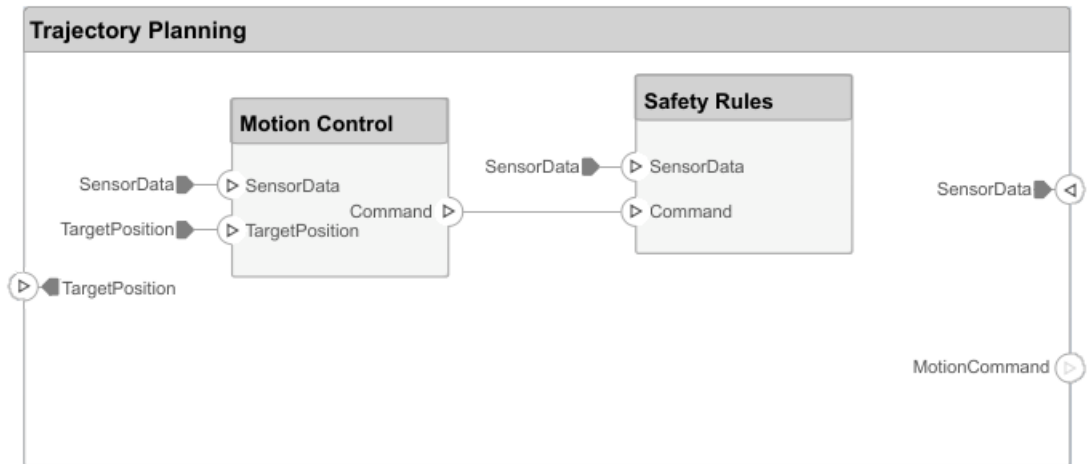 Trajectory Planning
Safety Rules
Motion Control
SensorData
SensorData
SensorData
SensorData
SensorData
Command
Command
TargetPosition
TargetPosition
TargetPosition
MotionCommand